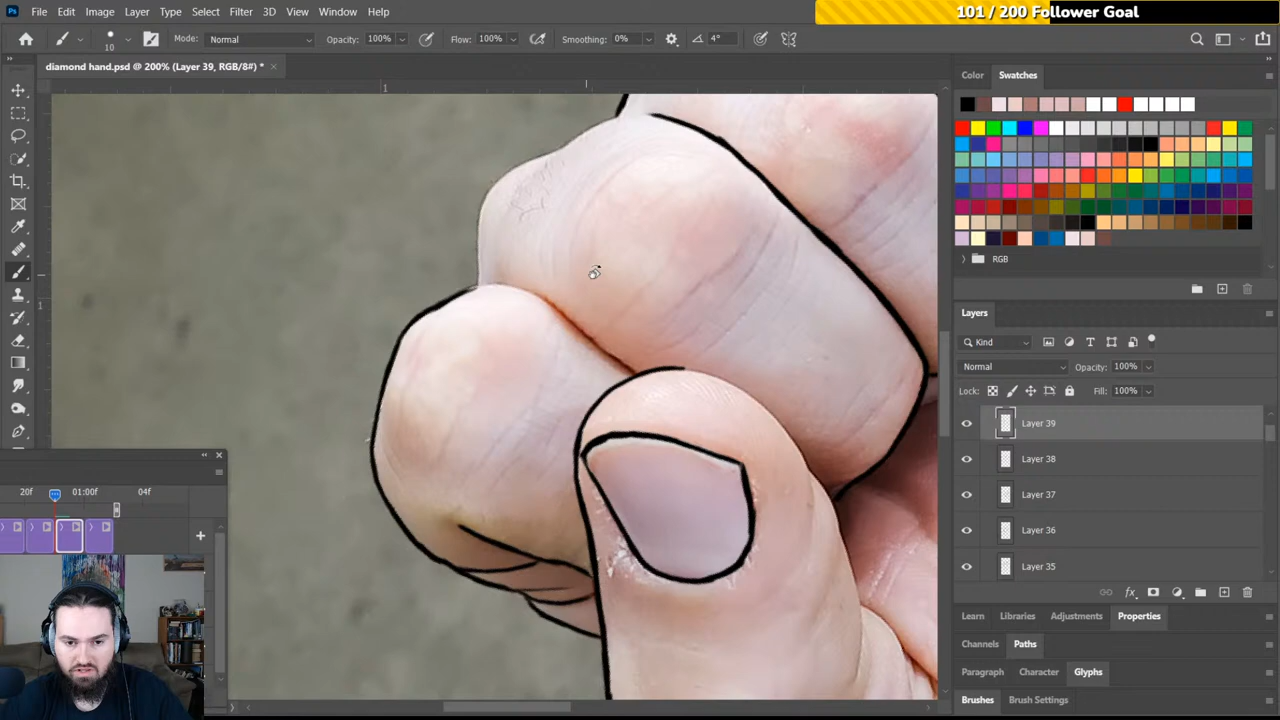 File Edit Image Layer Type Select Filter 3D View Window Help
101 / 200 Follower Goal
10 Mode: Normal Opacity: 100% Flow: 100% Smoothing: 0% 4°
diamond hand.psd @ 200% (Layer 39, RGB/8#) *
1
1
Color Swatches
RGB
Layers
Kind
Normal Opacity: 100%
Lock: Fill: 100%
Layer 39
Layer 38
Layer 37
Layer 36
Layer 35
Learn Libraries Adjustments Properties
Channels Paths
Paragraph Character Glyphs
Brushes Brush Settings
20f 01:00f 04f